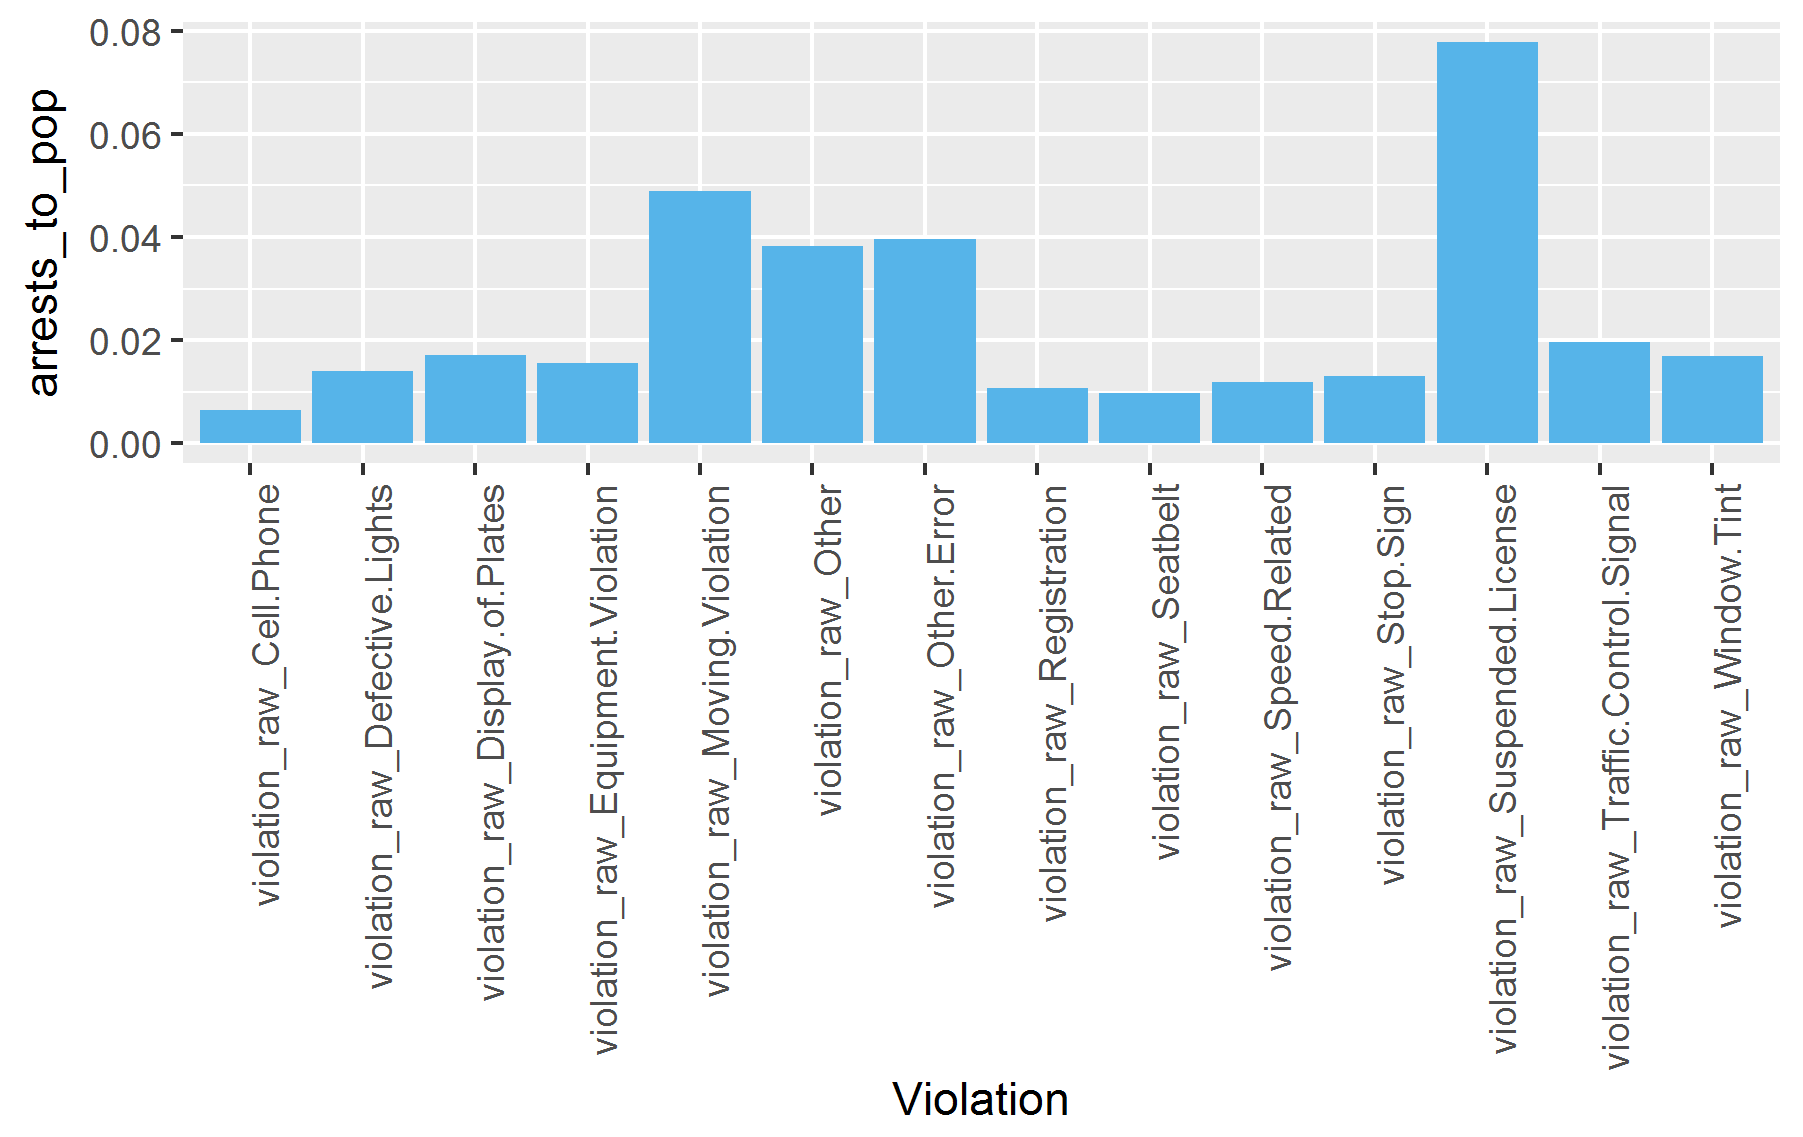 arrests_to_pop
0.08
0.06
0.04
0.02
0.00
violation_raw_Cell.Phone
violation_raw_Defective.Lights
violation_raw_Display.of.Plates
violation_raw_Equipment.Violation
violation_raw_Moving.Violation
violation_raw_Other
violation_raw_Other.Error
violation_raw_Registration
violation_raw_Seatbelt
violation_raw_Speed.Related
violation_raw_Stop.Sign
violation_raw_Suspended.License
violation_raw_Traffic.Control.Signal
violation_raw_Window.Tint
Violation